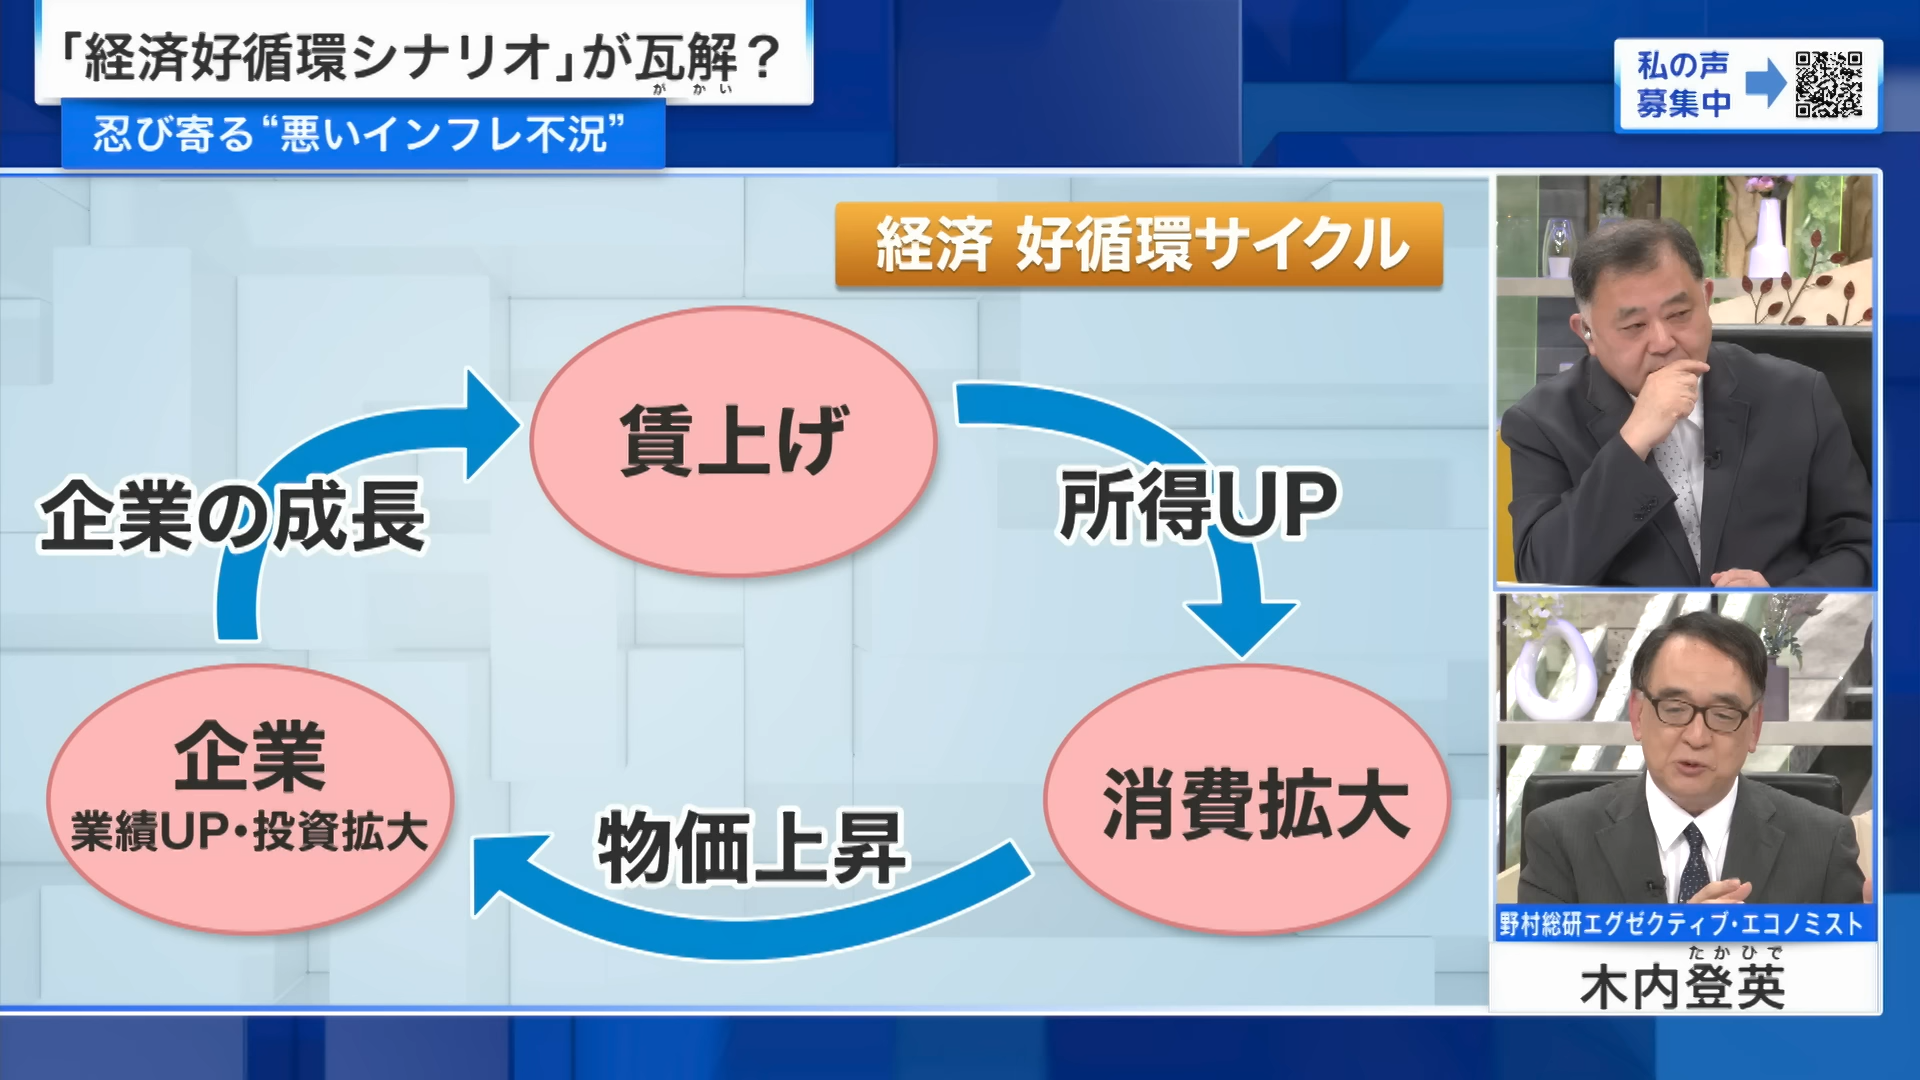 「経済好循環シナリオ」が瓦解？
がかい
忍び寄る“悪いインフレ不況”
私の声
募集中
経済 好循環サイクル
賃上げ
企業の成長
所得UP
企業
業績UP・投資拡大
物価上昇
消費拡大
野村総研エグゼクティブ・エコノミスト
たかひで
木内登英